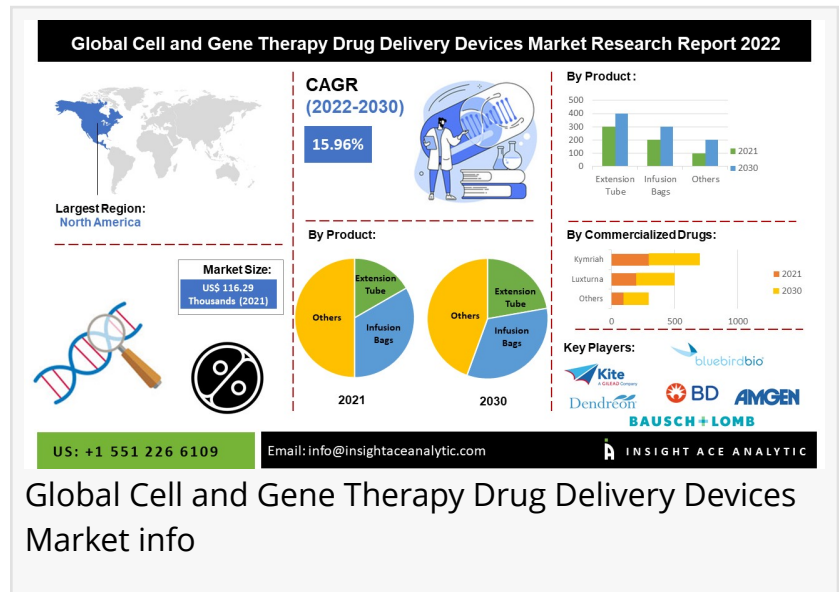 Global Cell and Gene Therapy Drug Delivery Devices Market Research Report 2022
Largest Region:
North America
CAGR
(2022-2030)
15.96%
By Product :
500
400
300
200
100
0
Extension
Tube
Infusion
Bags
Others
2021
2030
Market Size:
US$ 116.29
Thousands (2021)
By Product:
Extension
Tube
Infusion
Bags
Others
2021
Extension
Tube
Infusion
Bags
Others
2030
By Commercialized Drugs:
Kymriah
Luxturna
Others
0
500
1000
2021
2030
Key Players:
bluebirdbio
Kite
A GILEAD Company
Dendreon
BD
AMGEN
BAUSCH+LOMB
US: +1 551 226 6109
Email: info@insightaceanalytic.com
INSIGHT ACE ANALYTIC
Global Cell and Gene Therapy Drug Delivery Devices
Market info